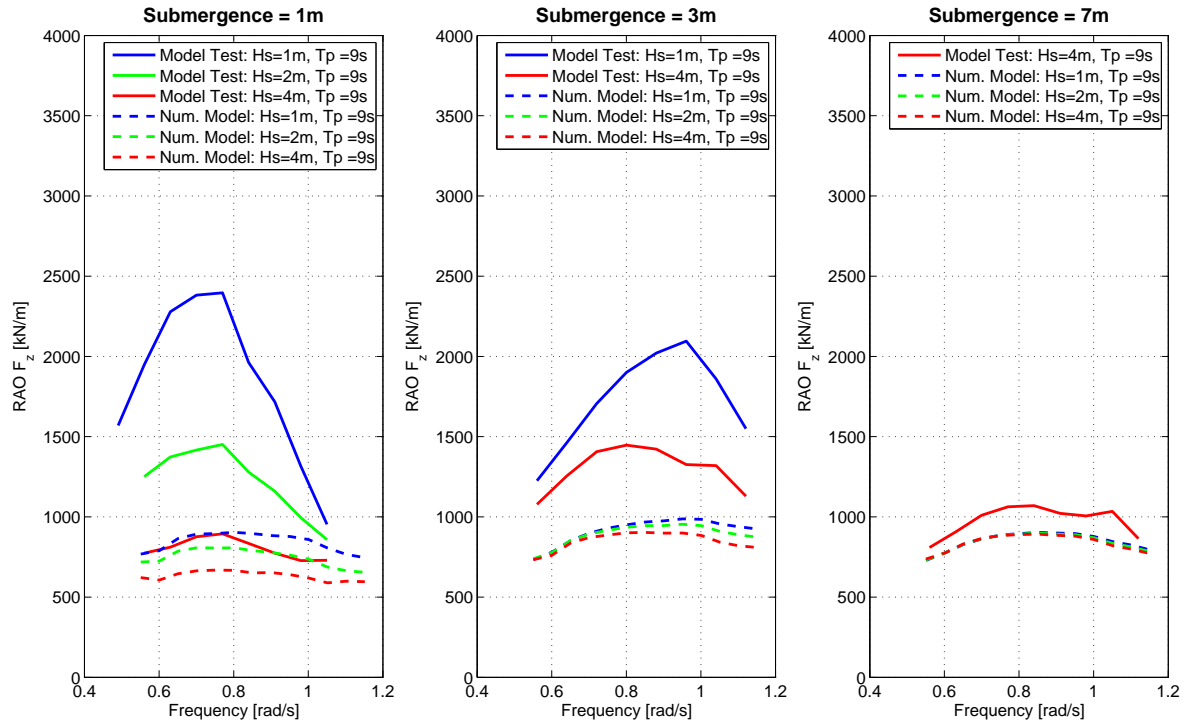 Submergence = 1m
4000
3500
3000
2500
2000
1500
1000
500
0
RAO F_z [kN/m]
0.4 0.6 0.8 1 1.2
Frequency [rad/s]
Model Test: Hs=1m, Tp =9s
Model Test: Hs=2m, Tp =9s
Model Test: Hs=4m, Tp =9s
Num. Model: Hs=1m, Tp =9s
Num. Model: Hs=2m, Tp =9s
Num. Model: Hs=4m, Tp =9s
Submergence = 3m
4000
3500
3000
2500
2000
1500
1000
500
0
RAO F_z [kN/m]
0.4 0.6 0.8 1 1.2
Frequency [rad/s]
Model Test: Hs=1m, Tp =9s
Model Test: Hs=4m, Tp =9s
Num. Model: Hs=1m, Tp =9s
Num. Model: Hs=2m, Tp =9s
Num. Model: Hs=4m, Tp =9s
Submergence = 7m
4000
3500
3000
2500
2000
1500
1000
500
0
RAO F_z [kN/m]
0.4 0.6 0.8 1 1.2
Frequency [rad/s]
Model Test: Hs=4m, Tp =9s
Num. Model: Hs=1m, Tp =9s
Num. Model: Hs=2m, Tp =9s
Num. Model: Hs=4m, Tp =9s